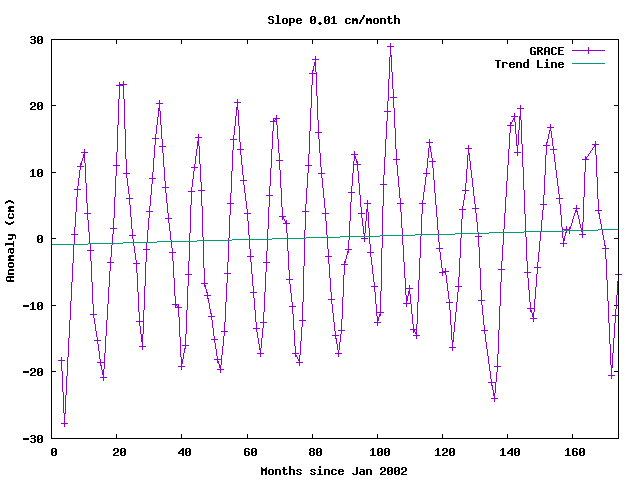 Slope 0.01 cm/month
GRACE
Trend Line
30
20
10
0
-10
-20
-30
Anomaly (cm)
0 20 40 60 80 100 120 140 160
Months since Jan 2002